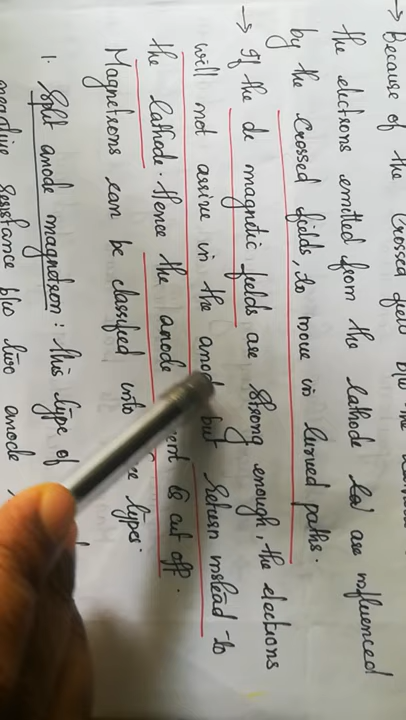 → Because of the crossed field b/w the
the electrons emitted from the cathode are influenced
by the crossed fields, to move in curved paths.
→ If the dc magnetic fields are strong enough, the electrons
will not arrive in the anode but return instead to
the cathode. Hence the anode is cut off.
Magnetrons can be classified into types.
1. Split anode magnetron: This type of
negative resistance b/w two anode